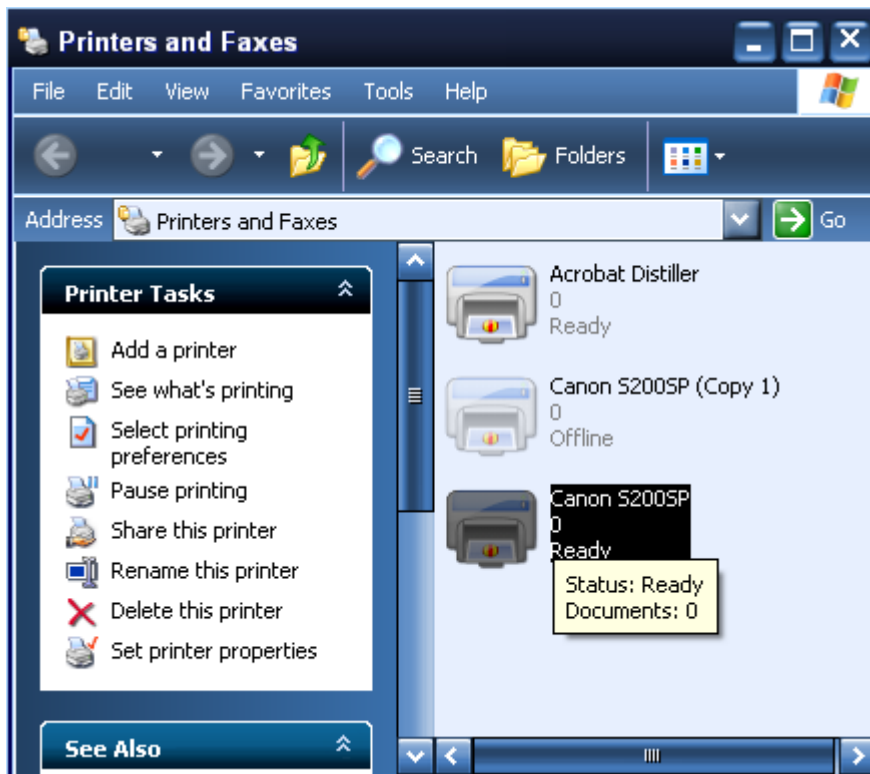 Printers and Faxes
File Edit View Favorites Tools Help
Search Folders
Address Printers and Faxes Go
Printer Tasks
Add a printer
See what's printing
Select printing
preferences
Pause printing
Share this printer
Rename this printer
Delete this printer
Set printer properties
See Also
Acrobat Distiller
0
Ready
Canon S200SP (Copy 1)
0
Offline
Canon S200SP
0
Ready
Status: Ready
Documents: 0